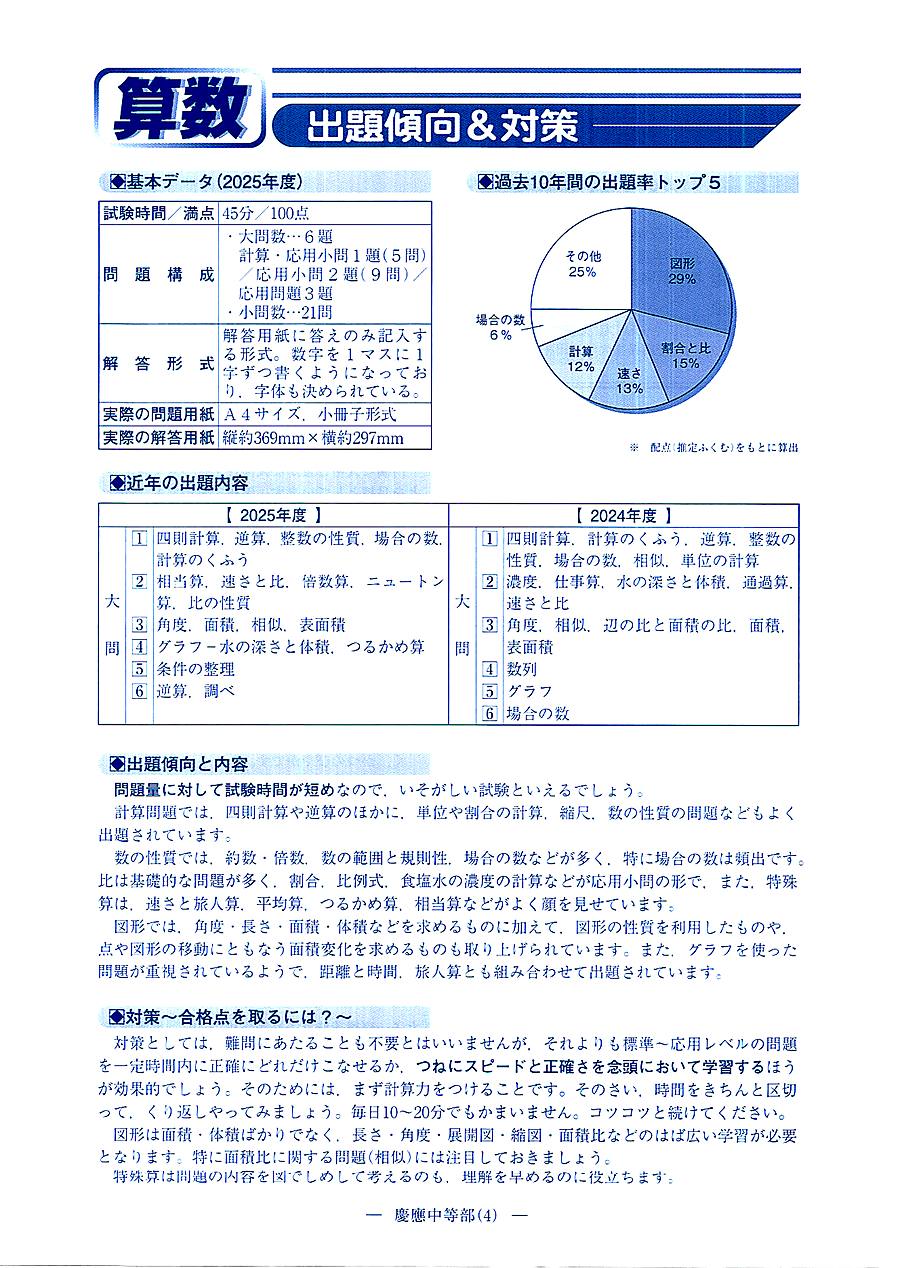 算数
出題傾向＆対策
◆基本データ(2025年度)
試験時間／満点 45分／100点
問題構成
・大問数…6題
計算・応用小問1題(5問)
／応用小問2題(9問)／
応用問題3題
・小問数…21問
解答形式
解答用紙に答えのみ記入す
る形式。数字を1マスに1
字ずつ書くようになってお
り，字体も決められている。
実際の問題用紙 Ａ4サイズ，小冊子形式
実際の解答用紙 縦約369mm×横約297mm
◆過去10年間の出題率トップ5
図形
29%
割合と比
15%
速さ
13%
計算
12%
場合の数
6%
その他
25%
※ 配点(推定ふくむ)をもとに算出
◆近年の出題内容
【 2025年度 】
大問
1 四則計算，逆算，整数の性質，場合の数，
計算のくふう
2 相当算，速さと比，倍数算，ニュートン
算，比の性質
3 角度，面積，相似，表面積
4 グラフ－水の深さと体積，つるかめ算
5 条件の整理
6 逆算，調べ
【 2024年度 】
大問
1 四則計算，計算のくふう，逆算，整数の
性質，場合の数，相似，単位の計算
2 濃度，仕事算，水の深さと体積，通過算，
速さと比
3 角度，相似，辺の比と面積の比，面積，
表面積
4 数列
5 グラフ
6 場合の数
◆出題傾向と内容
問題量に対して試験時間が短めなので，いそがしい試験といえるでしょう。
計算問題では，四則計算や逆算のほかに，単位や割合の計算，縮尺，数の性質の問題などもよく
出題されています。
数の性質では，約数・倍数，数の範囲と規則性，場合の数などが多く，特に場合の数は頻出です。
比は基礎的な問題が多く，割合，比例式，食塩水の濃度の計算などが応用小問の形で，また，特殊
算は，速さと旅人算，平均算，つるかめ算，相当算などがよく顔を見せています。
図形では，角度・長さ・面積・体積などを求めるものに加えて，図形の性質を利用したものや，
点や図形の移動にともなう面積変化を求めるものも取り上げられています。また，グラフを使った
問題が重視されているようで，距離と時間，旅人算とも組み合わせて出題されています。
◆対策～合格点を取るには？～
対策としては，難問にあたることも不要とはいいませんが，それよりも標準～応用レベルの問題
を一定時間内に正確にどれだけこなせるか，つねにスピードと正確さを念頭において学習するほう
が効果的でしょう。そのためには，まず計算力をつけることです。そのさい，時間をきちんと区切
って，くり返しやってみましょう。毎日10～20分でもかまいません。コツコツと続けてください。
図形は面積・体積ばかりでなく，長さ・角度・展開図・縮図・面積比などのはば広い学習が必要
となります。特に面積比に関する問題(相似)には注目しておきましょう。
特殊算は問題の内容を図でしめして考えるのも，理解を早めるのに役立ちます。
― 慶應中等部(4) ―